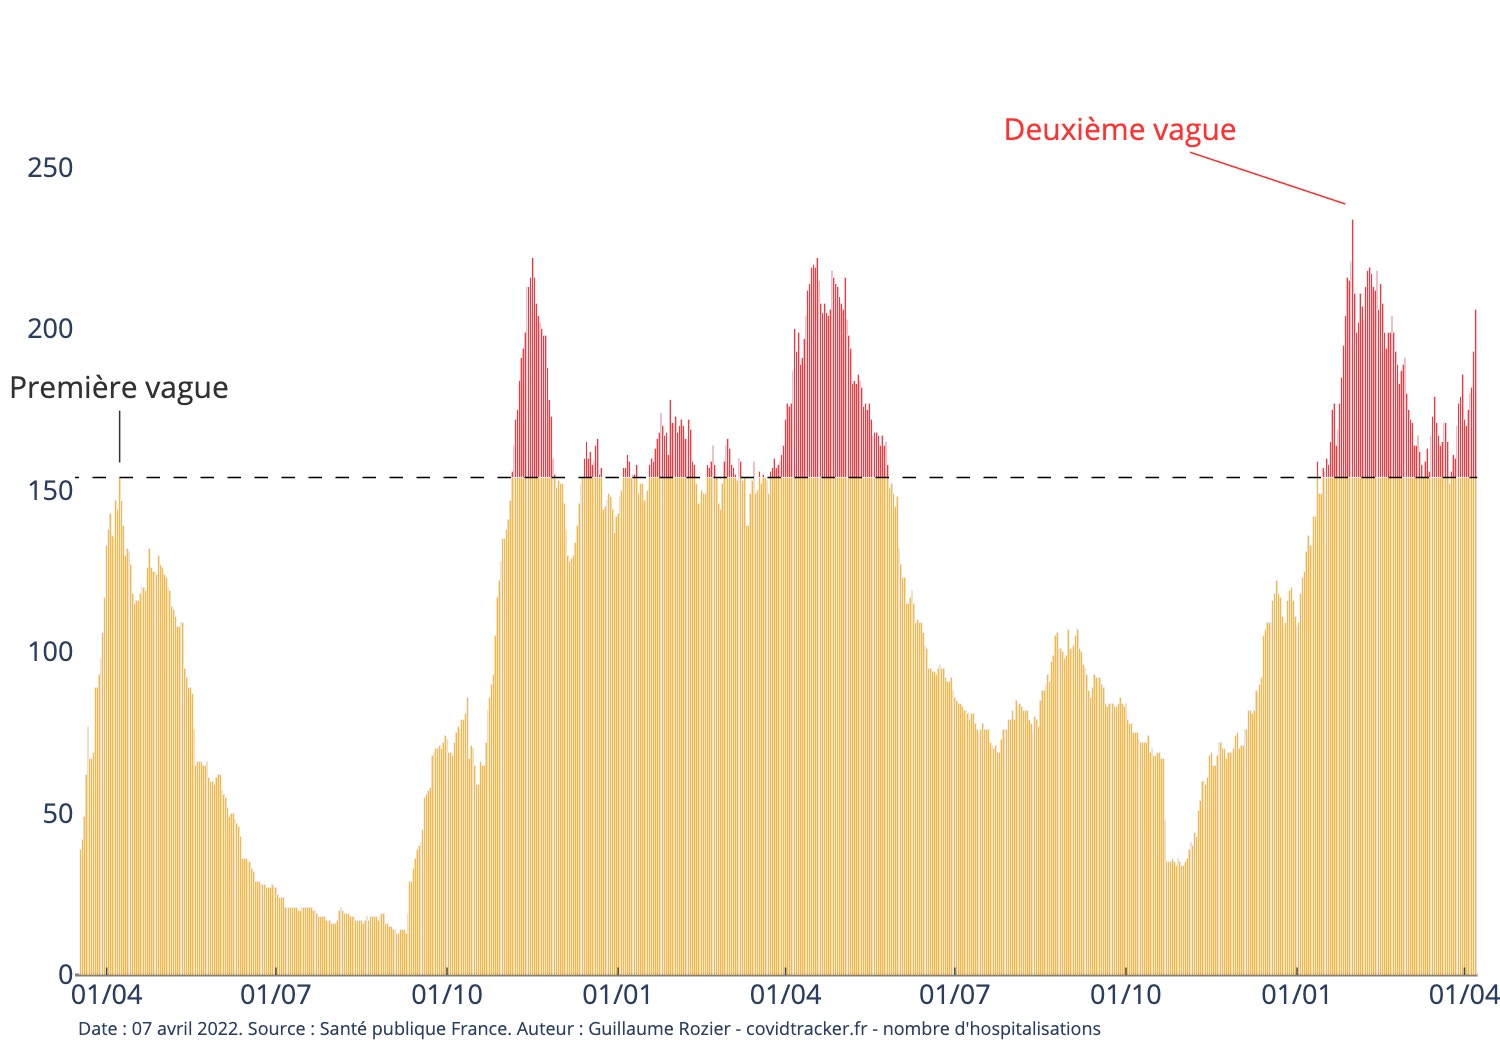 Deuxième vague
250
200
Première vague
150
100
50
0
01/04 01/07 01/10 01/01 01/04 01/07 01/10 01/01 01/04
Date : 07 avril 2022. Source : Santé publique France. Auteur : Guillaume Rozier - covidtracker.fr - nombre d'hospitalisations